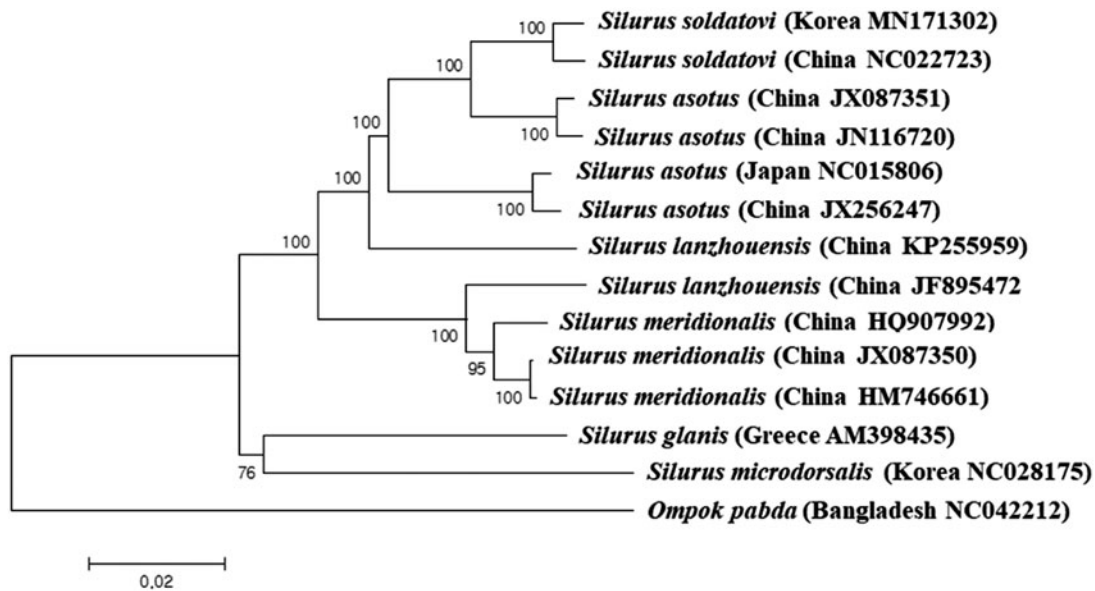 100
Silurus soldatovi (Korea MN171302)
Silurus soldatovi (China NC022723)
100
Silurus asotus (China JX087351)
100
Silurus asotus (China JN116720)
100
Silurus asotus (Japan NC015806)
100
Silurus asotus (China JX256247)
100
Silurus lanzhouensis (China KP255959)
100
Silurus lanzhouensis (China JF895472
Silurus meridionalis (China HQ907992)
100
Silurus meridionalis (China JX087350)
95
Silurus meridionalis (China HM746661)
100
Silurus glanis (Greece AM398435)
76
Silurus microdorsalis (Korea NC028175)
Ompok pabda (Bangladesh NC042212)
0.02